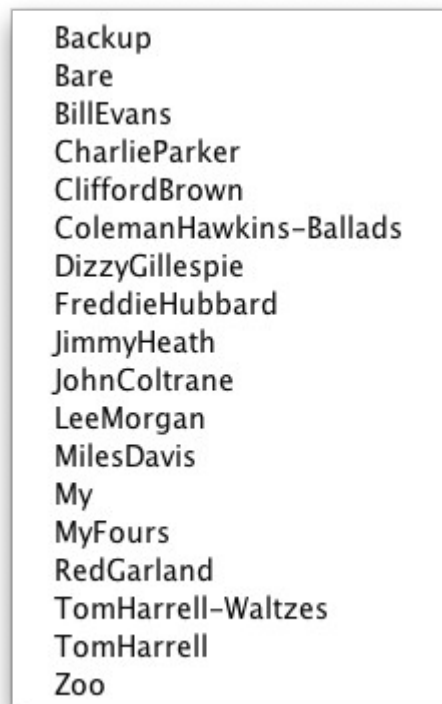 Backup
Bare
BillEvans
CharlieParker
CliffordBrown
ColemanHawkins-Ballads
DizzyGillespie
FreddieHubbard
JimmyHeath
JohnColtrane
LeeMorgan
MilesDavis
My
MyFours
RedGarland
TomHarrell-Waltzes
TomHarrell
Zoo